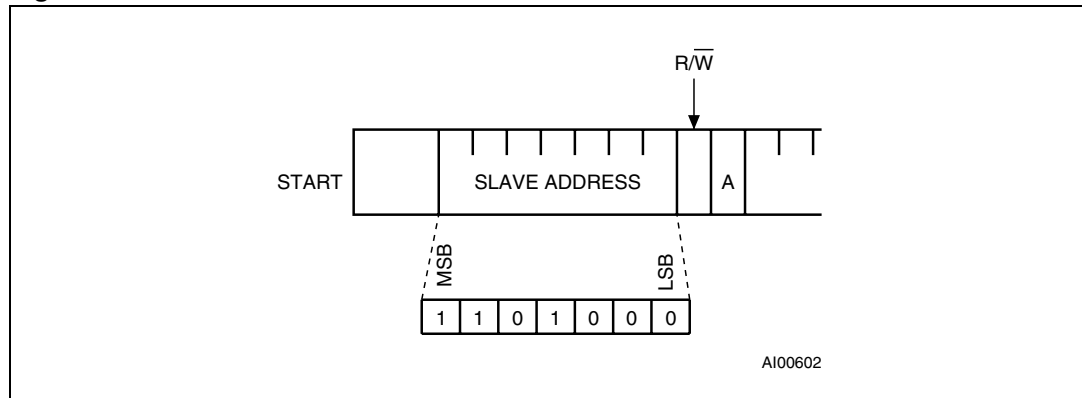 R/W̅
START
SLAVE ADDRESS
A
MSB
LSB
1 1 0 1 0 0 0
AI00602